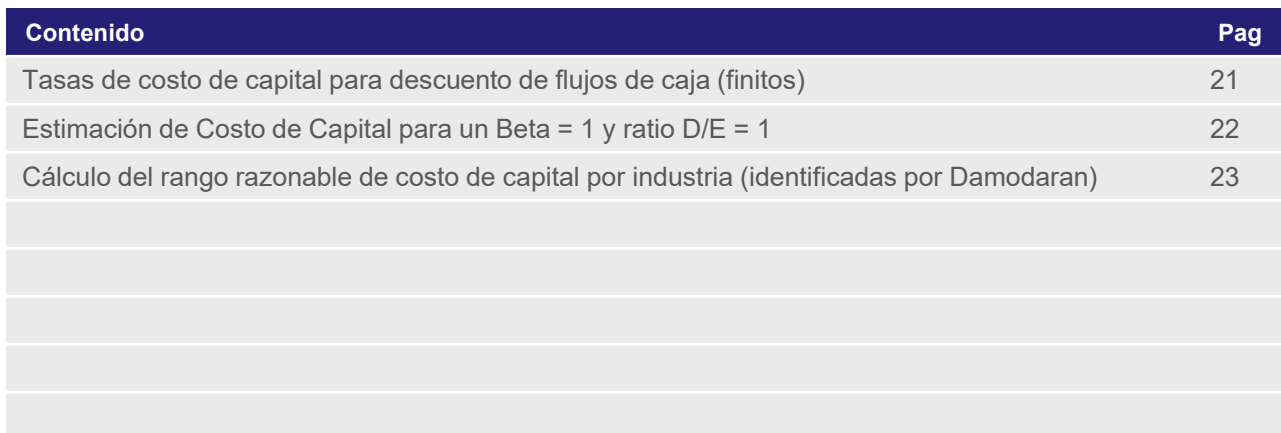 Contenido Pag
Tasas de costo de capital para descuento de flujos de caja (finitos) 21
Estimación de Costo de Capital para un Beta = 1 y ratio D/E = 1 22
Cálculo del rango razonable de costo de capital por industria (identificadas por Damodaran) 23